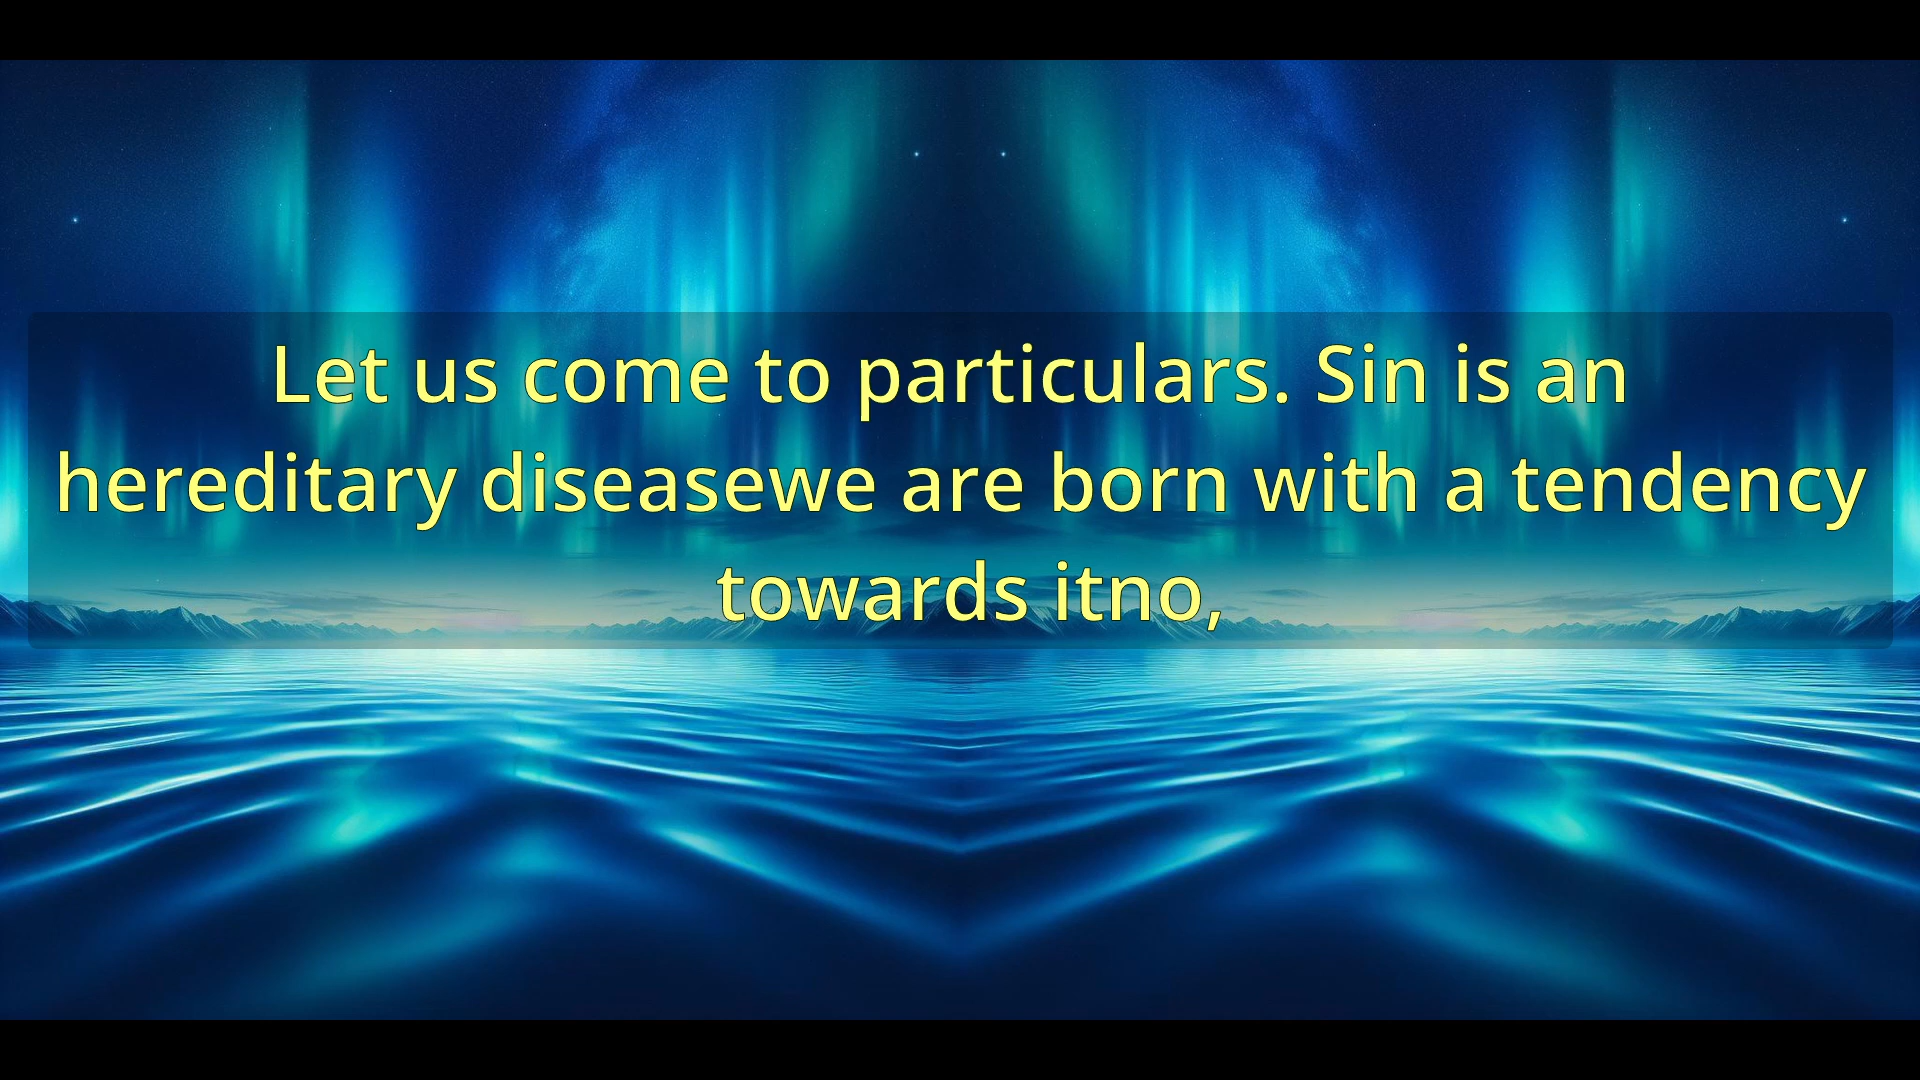 Let us come to particulars. Sin is an
hereditary diseasewe are born with a tendency
towards itno,